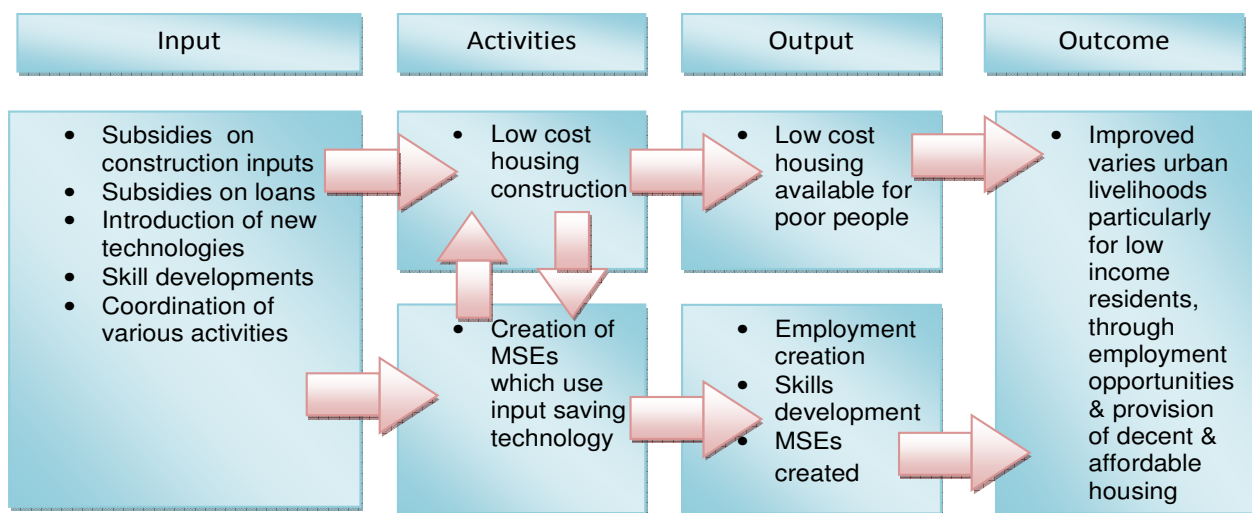 Input
Activities
Output
Outcome
• Subsidies on
construction inputs
• Subsidies on loans
• Introduction of new
technologies
• Skill developments
• Coordination of
various activities
• Low cost
housing
construction
• Creation of
MSEs
which use
input saving
technology
• Low cost
housing
available for
poor people
• Employment
creation
• Skills
development
• MSEs
created
• Improved
varies urban
livelihoods
particularly
for low
income
residents,
through
employment
opportunities
& provision
of decent &
affordable
housing